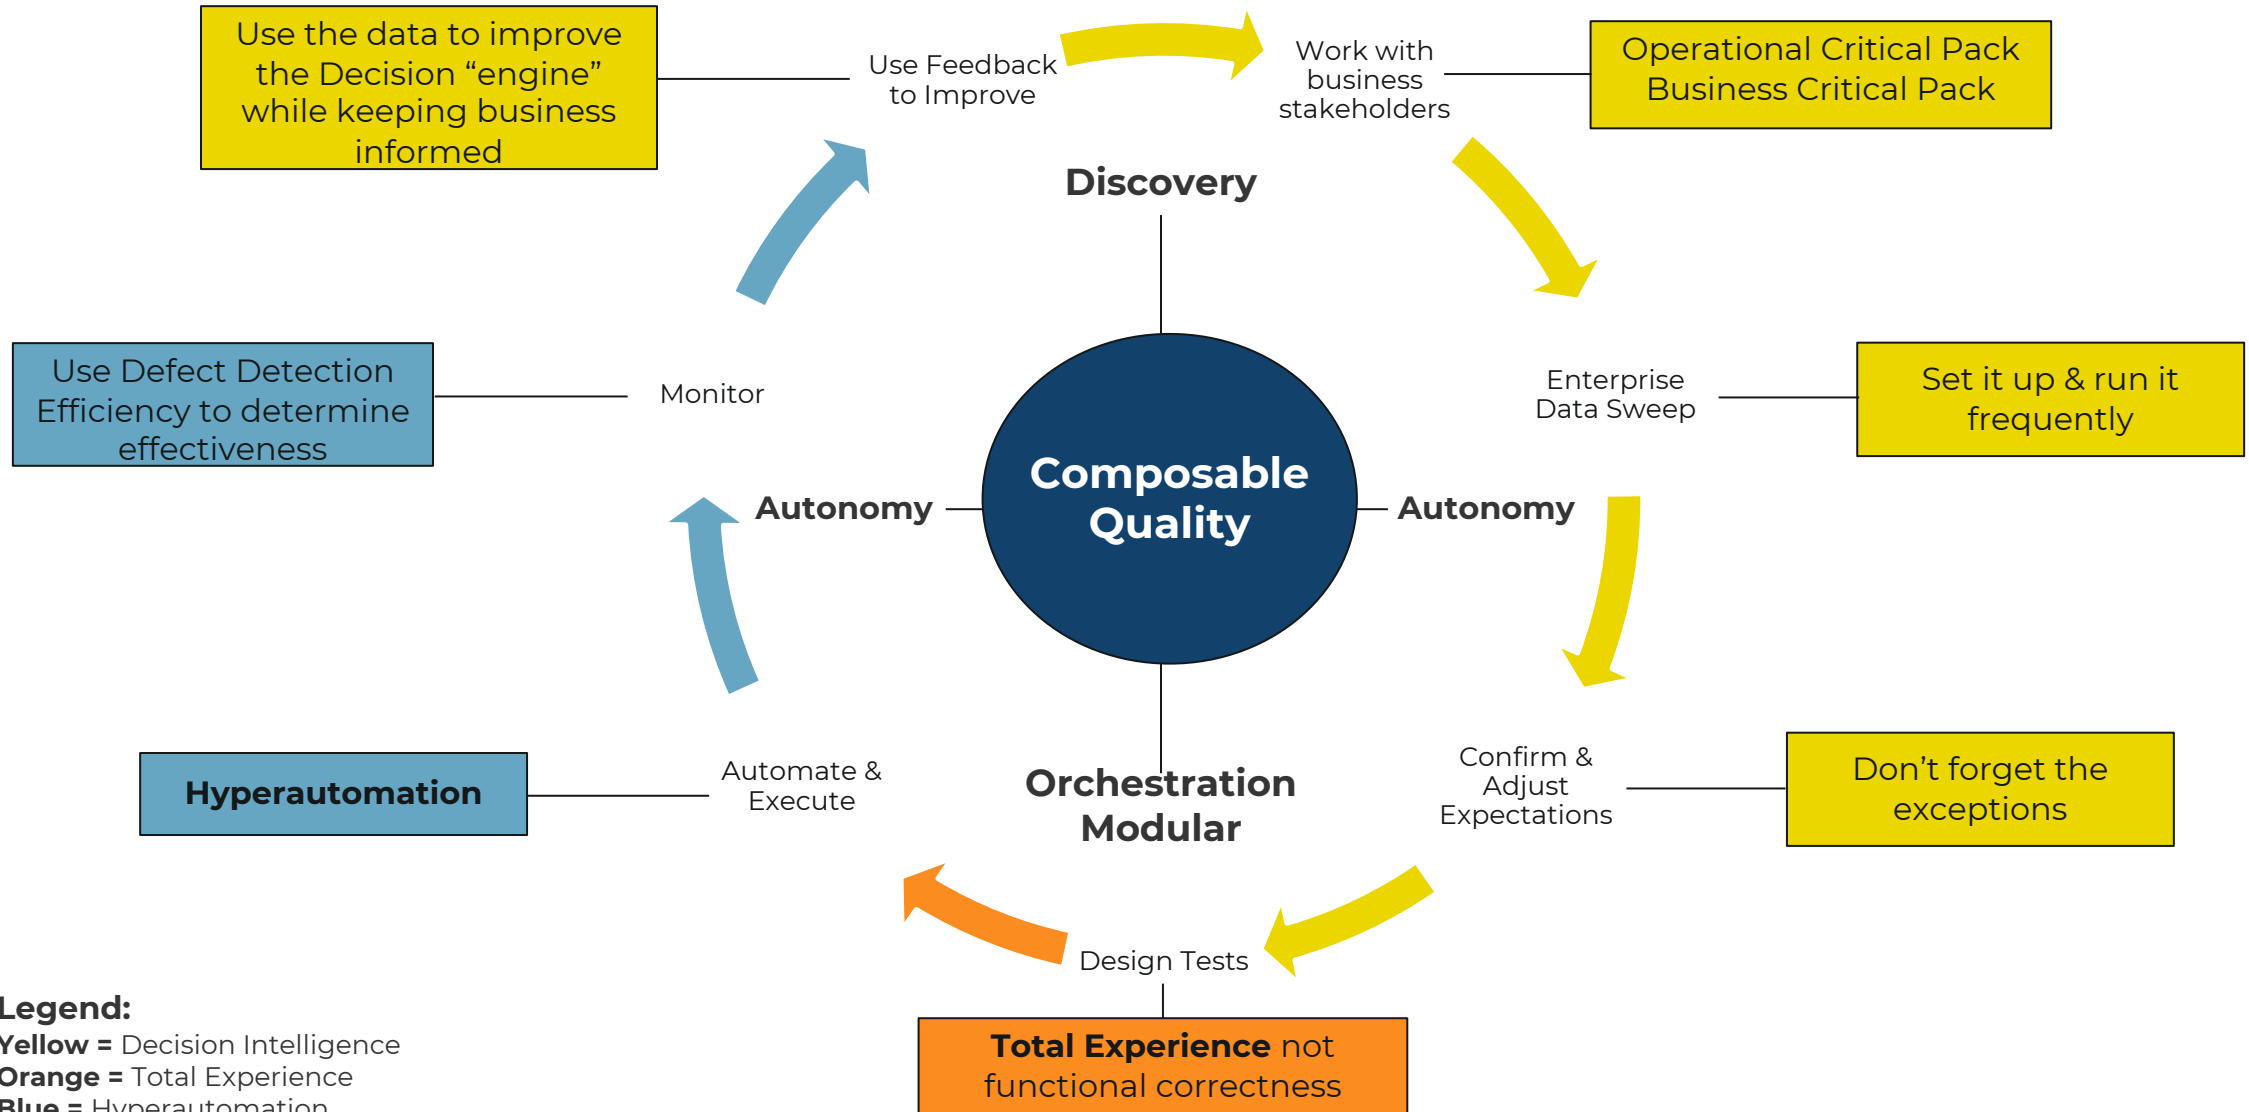 Use the data to improve
the Decision “engine”
while keeping business
informed
Use Feedback
to Improve
Work with
business
stakeholders
Operational Critical Pack
Business Critical Pack
Discovery
Use Defect Detection
Efficiency to determine
effectiveness
Monitor
Enterprise
Data Sweep
Set it up & run it
frequently
Composable
Quality
Autonomy
Autonomy
Hyperautomation
Automate &
Execute
Orchestration
Modular
Confirm &
Adjust
Expectations
Don’t forget the
exceptions
Design Tests
Total Experience not
functional correctness
Legend:
Yellow = Decision Intelligence
Orange = Total Experience
Blue = Hyperautomation